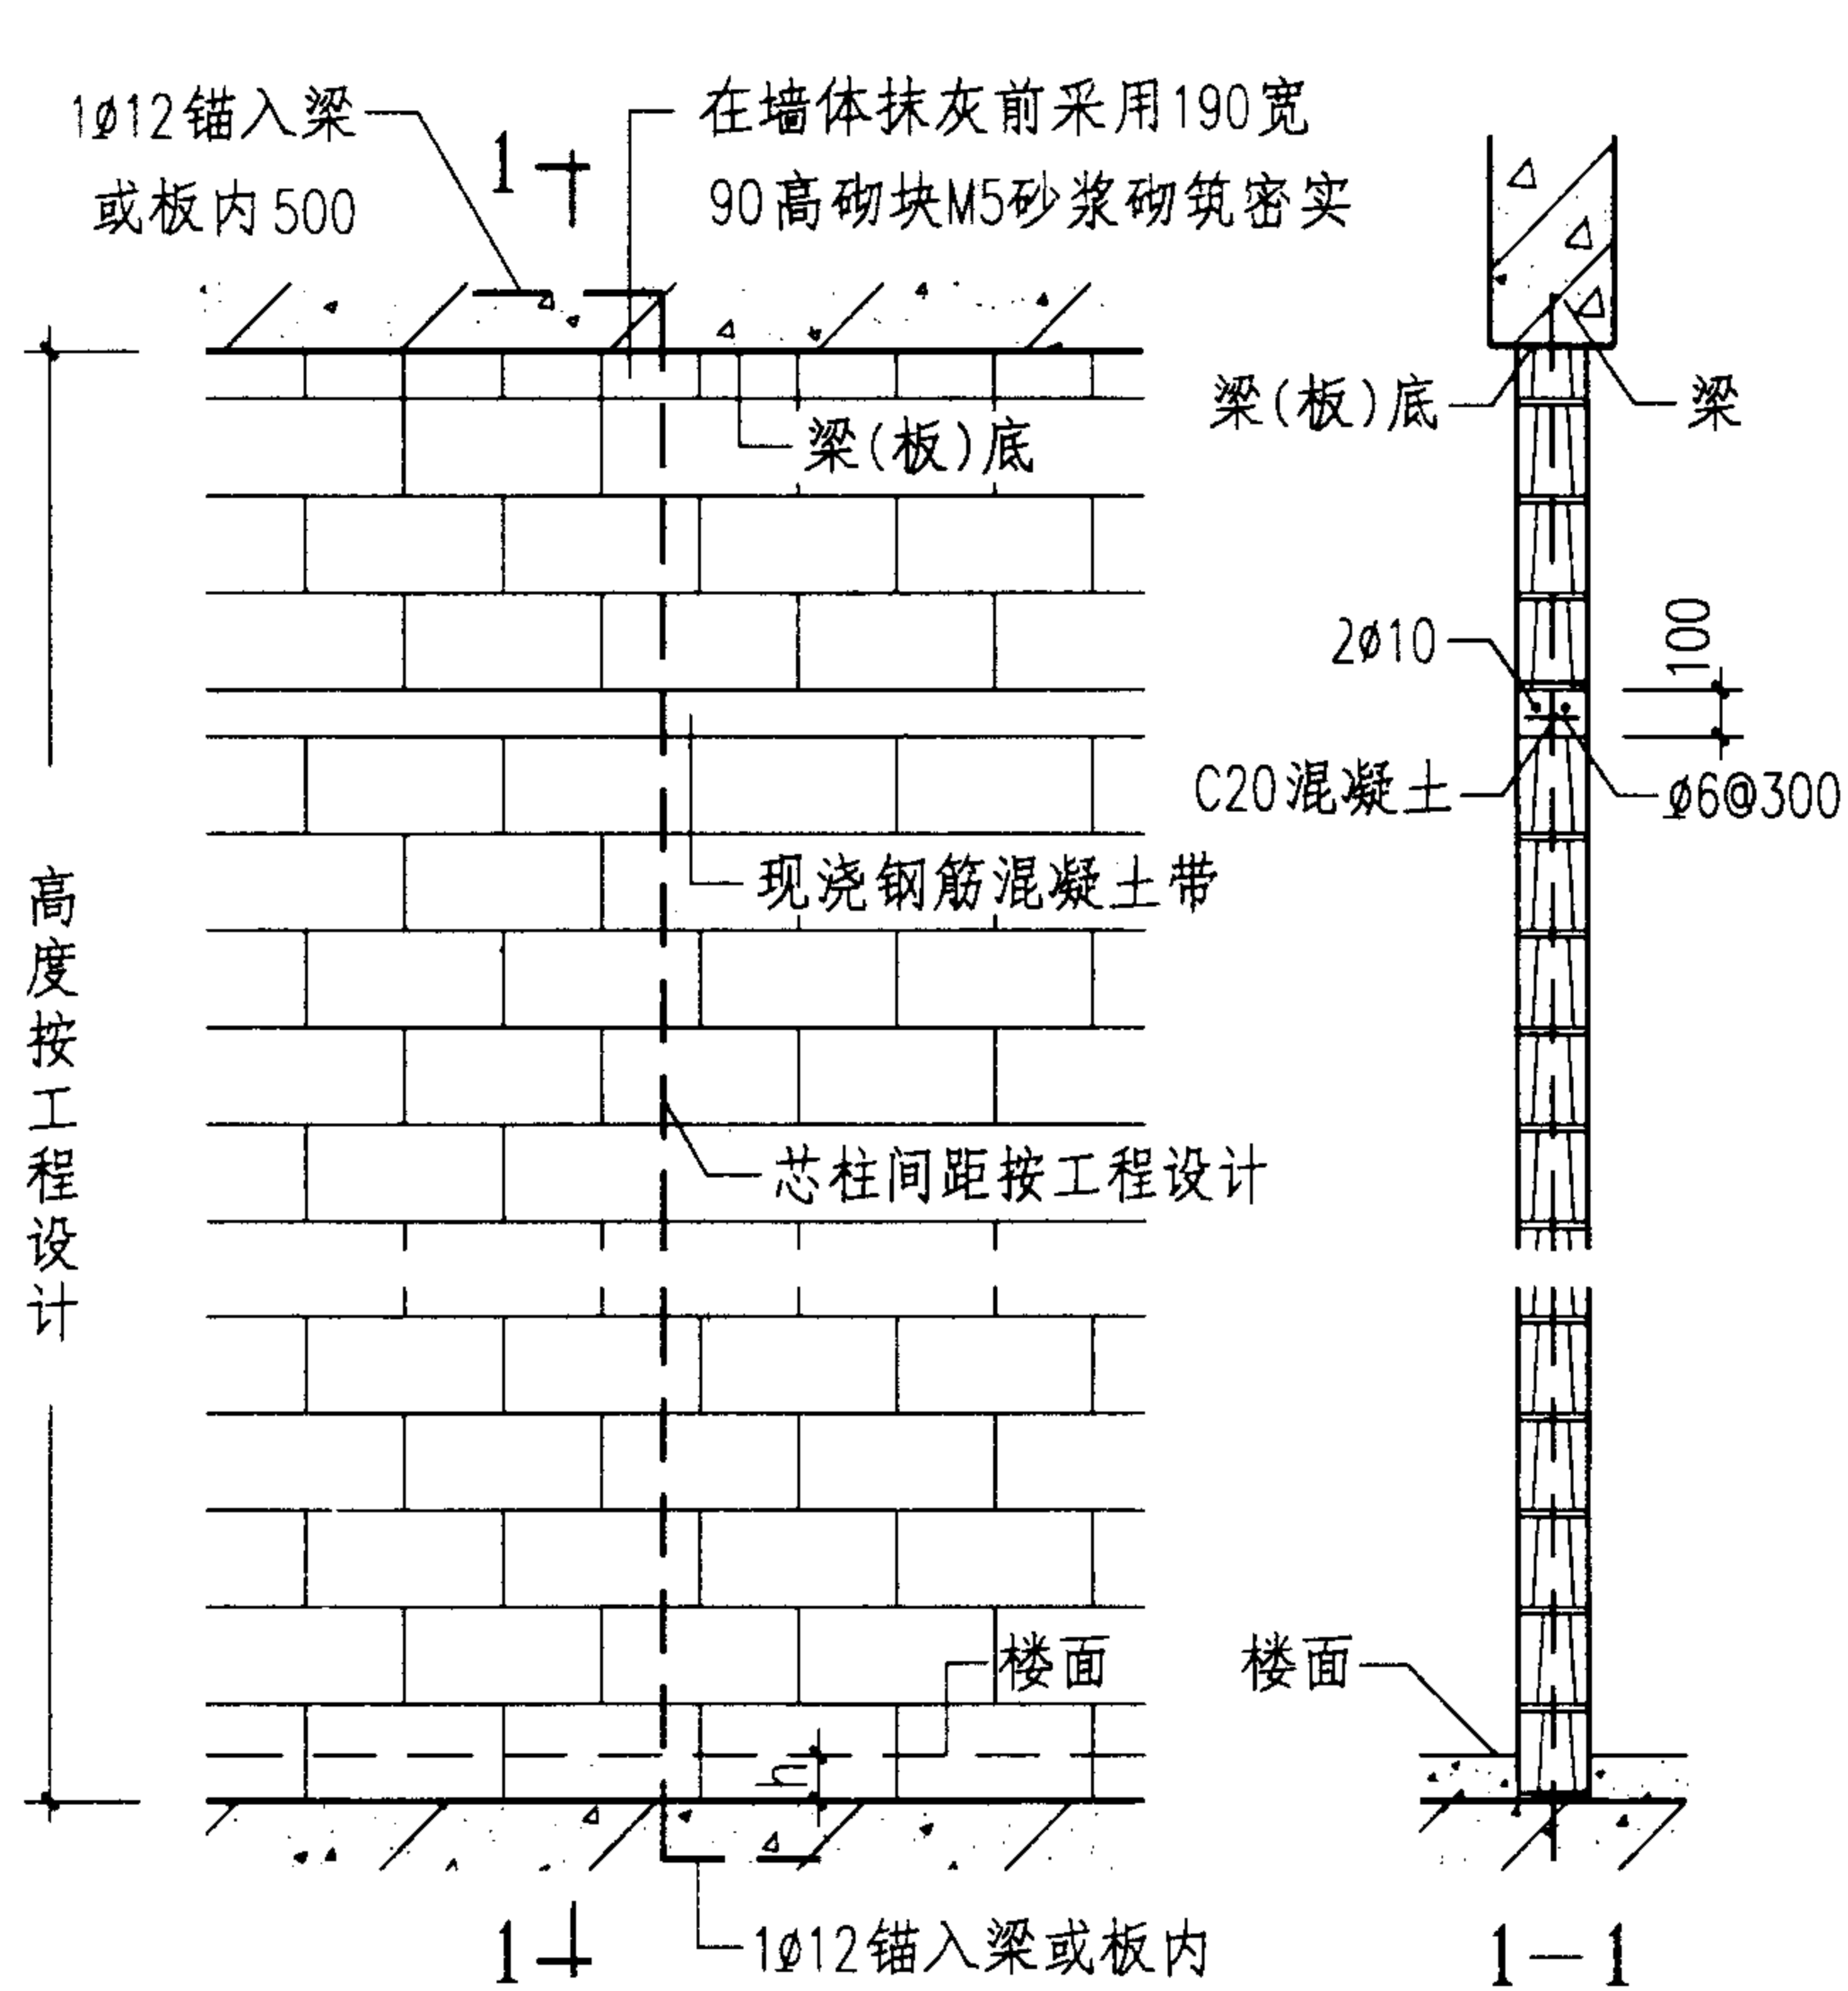 1ø12锚入梁
或板内500
1
在墙体抹灰前采用190宽
90高砌块M5砂浆砌筑密实
梁(板)底
梁(板)底
梁
2ø10
100
C20混凝土
ø6@300
现浇钢筋混凝土带
高度按工程设计
芯柱间距按工程设计
楼面
楼面
h
1
1ø12锚入梁或板内
1-1